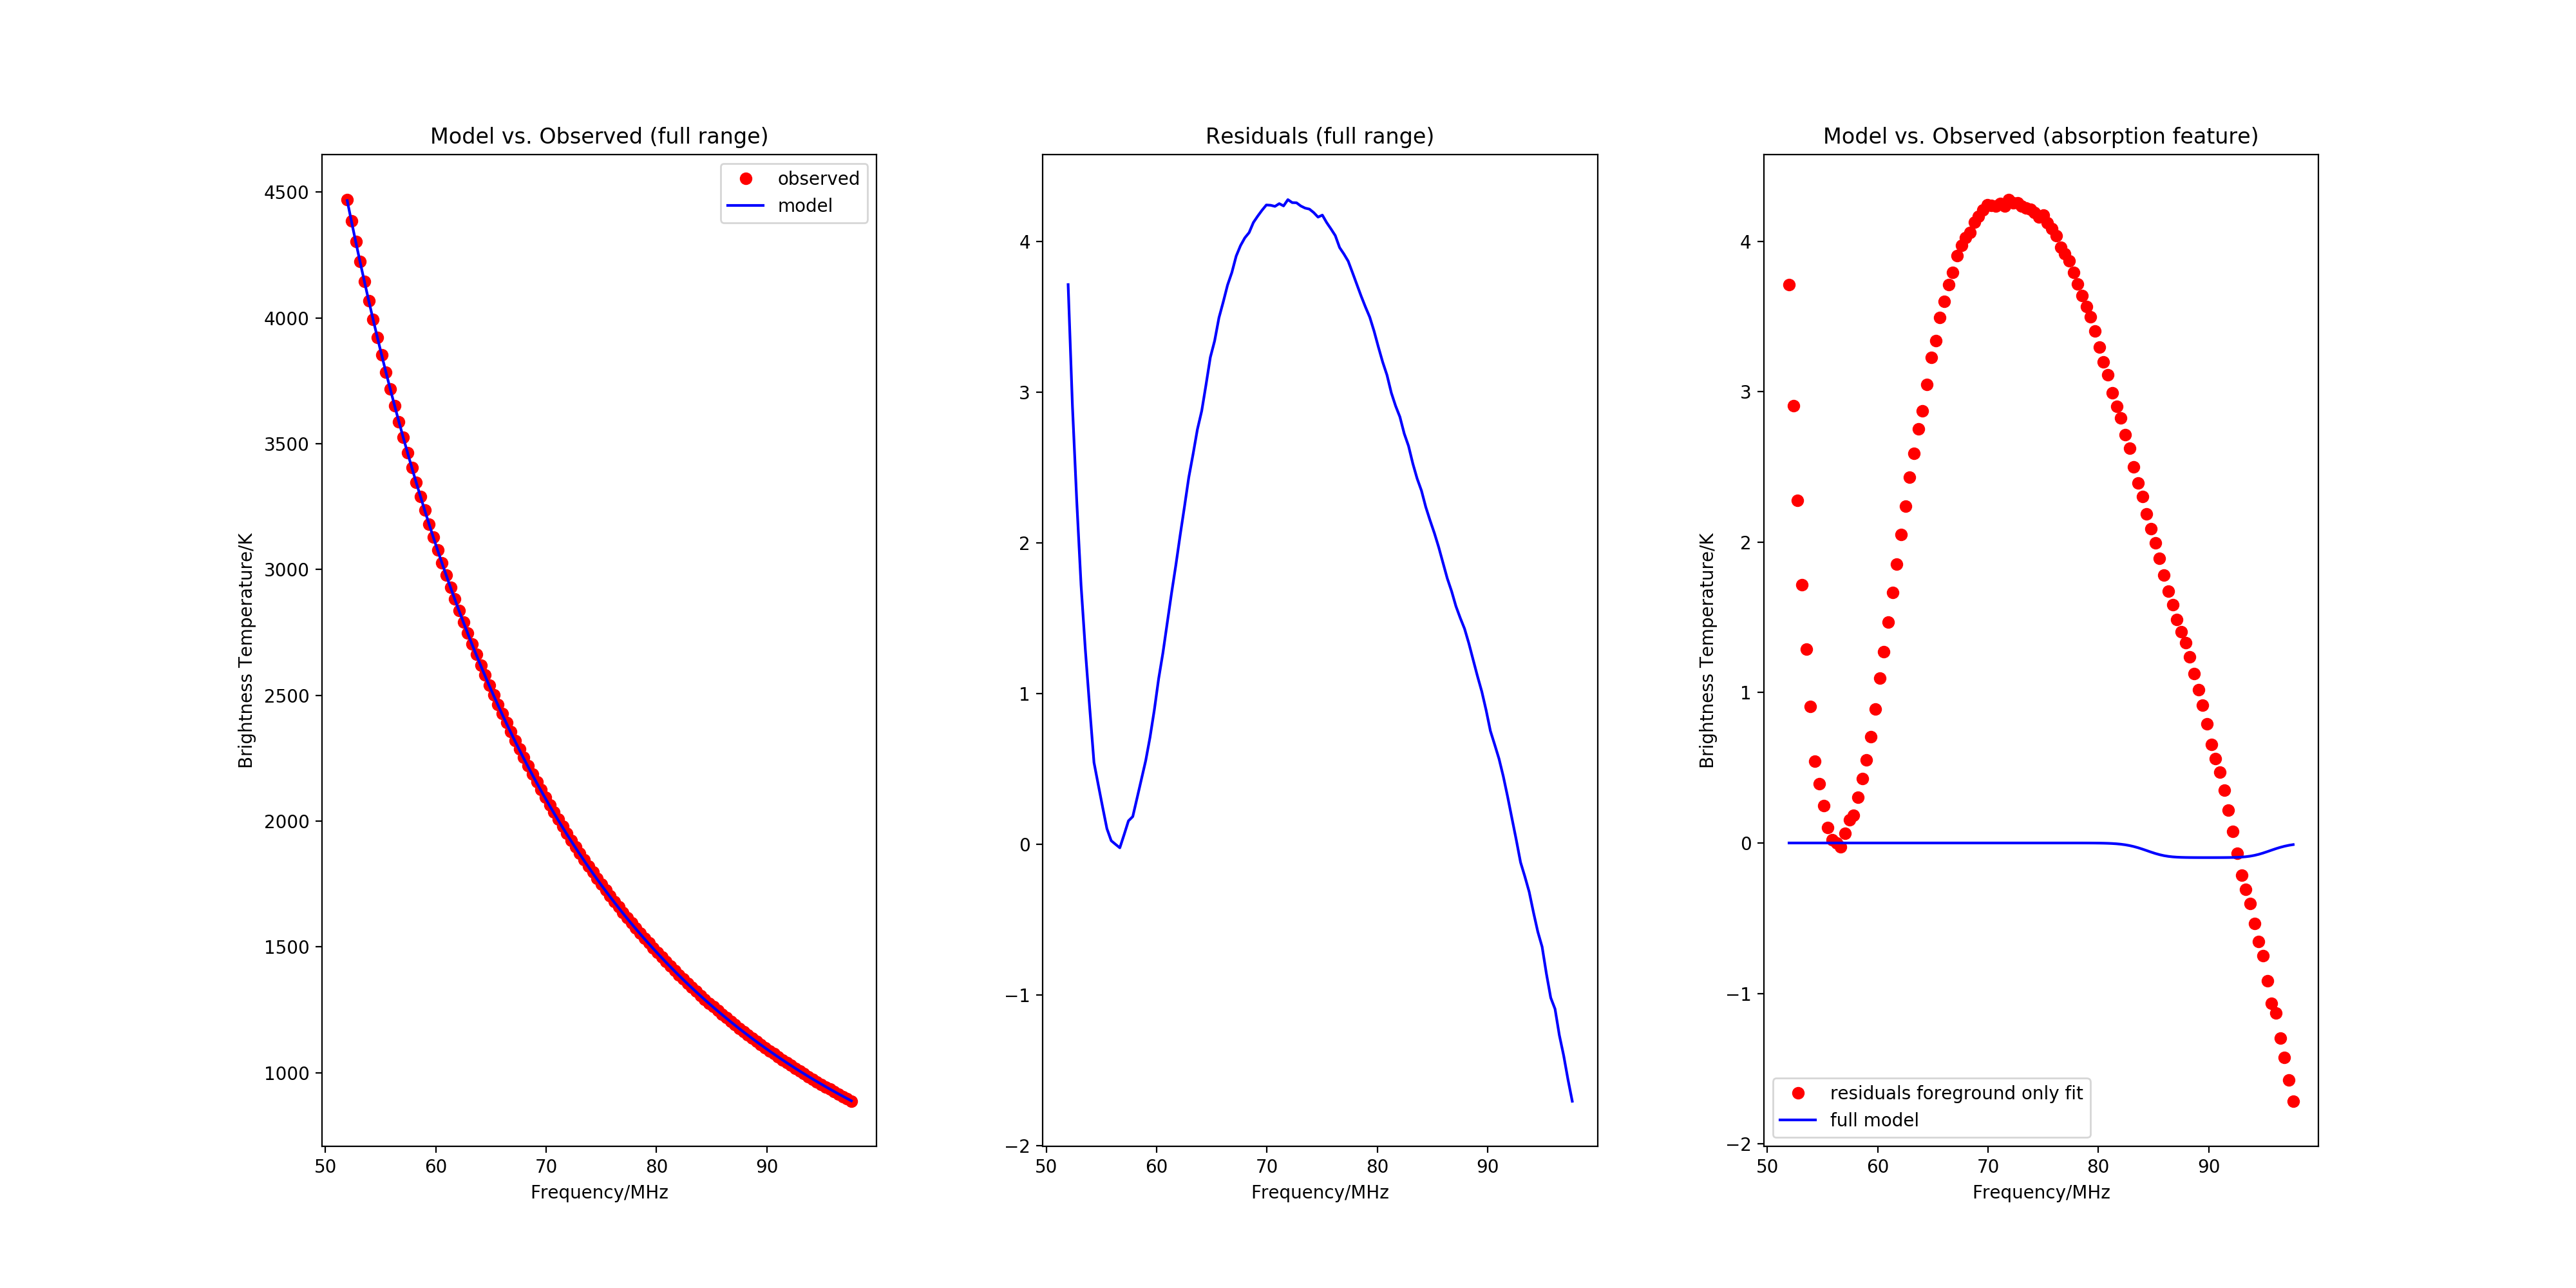 Model vs. Observed (full range)
observed
model
4500
4000
3500
3000
2500
2000
1500
1000
Brightness Temperature/K
50 60 70 80 90
Frequency/MHz
Residuals (full range)
4
3
2
1
0
−1
−2
50 60 70 80 90
Frequency/MHz
Model vs. Observed (absorption feature)
4
3
2
1
0
−1
−2
Brightness Temperature/K
residuals foreground only fit
full model
50 60 70 80 90
Frequency/MHz